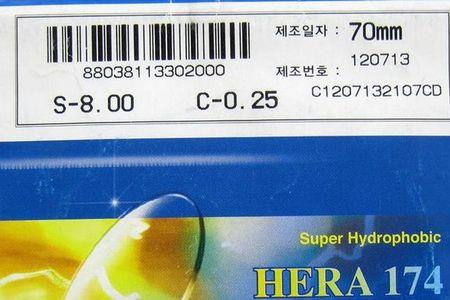 제조일자 : 70mm
120713
88038113302000
제조번호 :
C1207132107CD
S-8.00 C-0.25
Super Hydrophobic
HERA 174